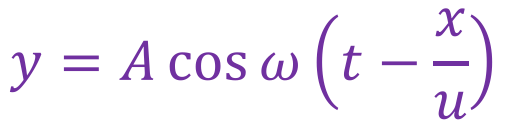 y = A cos ω (t − x/u)